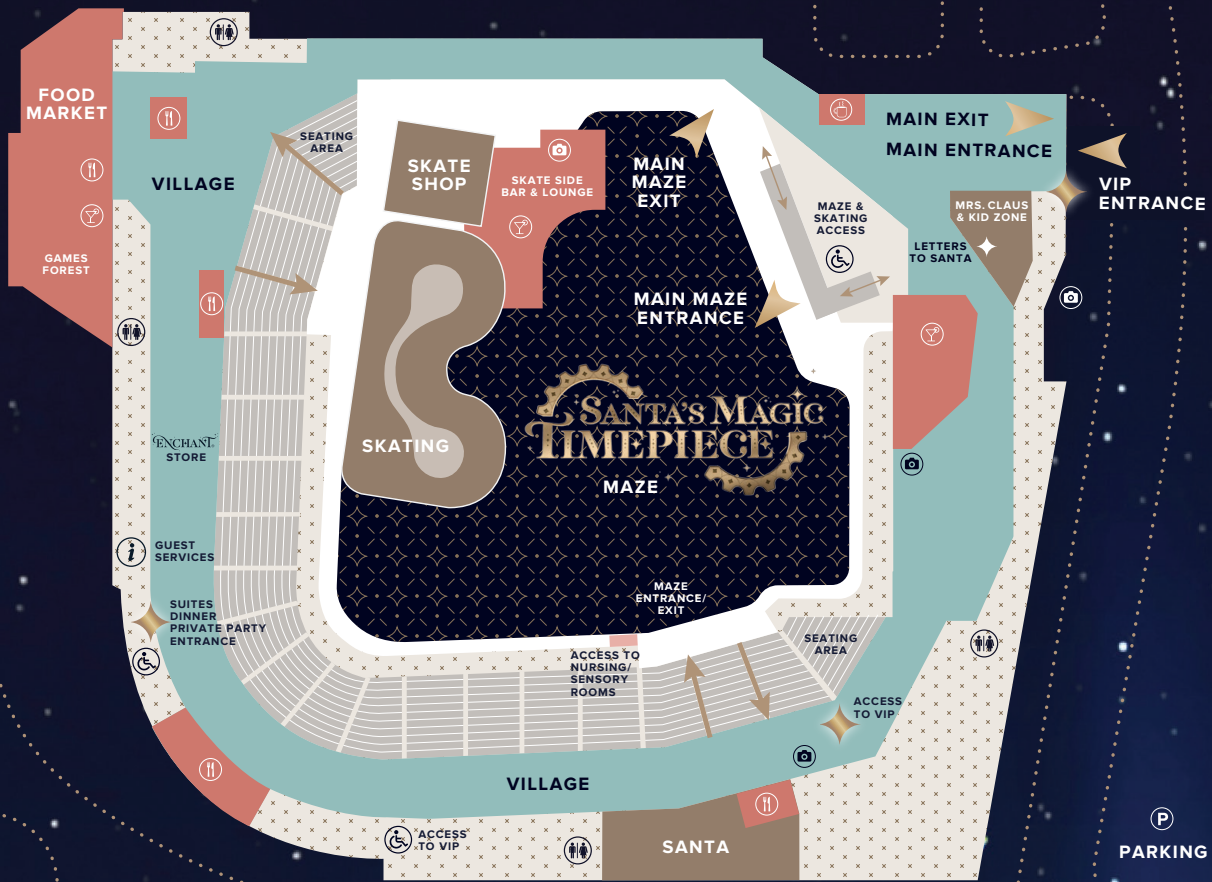 FOOD
MARKET
GAMES
FOREST
VILLAGE
SEATING
AREA
SKATE
SHOP
SKATE SIDE
BAR & LOUNGE
MAIN
MAZE
EXIT
MAZE &
SKATING
ACCESS
MAIN EXIT
MAIN ENTRANCE
VIP
ENTRANCE
MRS. CLAUS
& KID ZONE
LETTERS
TO SANTA
MAIN MAZE
ENTRANCE
SKATING
SANTA'S MAGIC
TIMEPIECE
MAZE
ENCHANT
STORE
i
GUEST
SERVICES
SUITES
DINNER
PRIVATE PARTY
ENTRANCE
MAZE
ENTRANCE/
EXIT
ACCESS TO
NURSING/
SENSORY
ROOMS
SEATING
AREA
ACCESS
TO VIP
VILLAGE
ACCESS
TO VIP
SANTA
P
PARKING